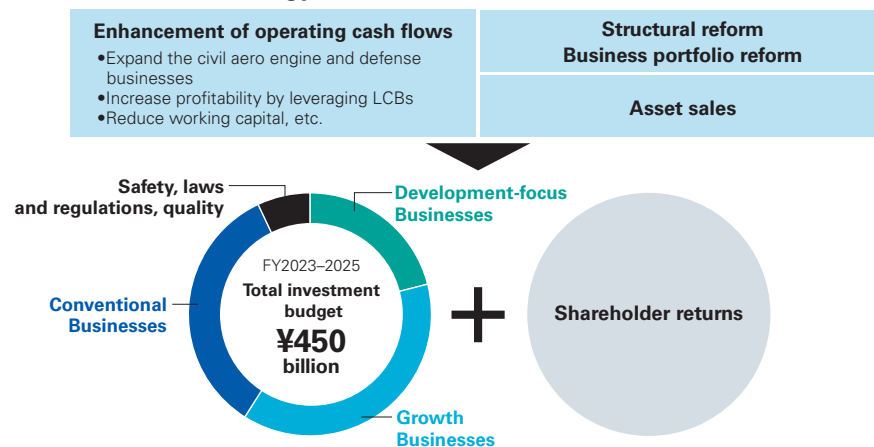 Enhancement of operating cash flows
•Expand the civil aero engine and defense
businesses
•Increase profitability by leveraging LCBs
•Reduce working capital, etc.
Structural reform
Business portfolio reform
Asset sales
Safety, laws
and regulations, quality
Development-focus
Businesses
FY2023–2025
Total investment
budget
¥450
billion
Conventional
Businesses
Growth
Businesses
+
Shareholder returns